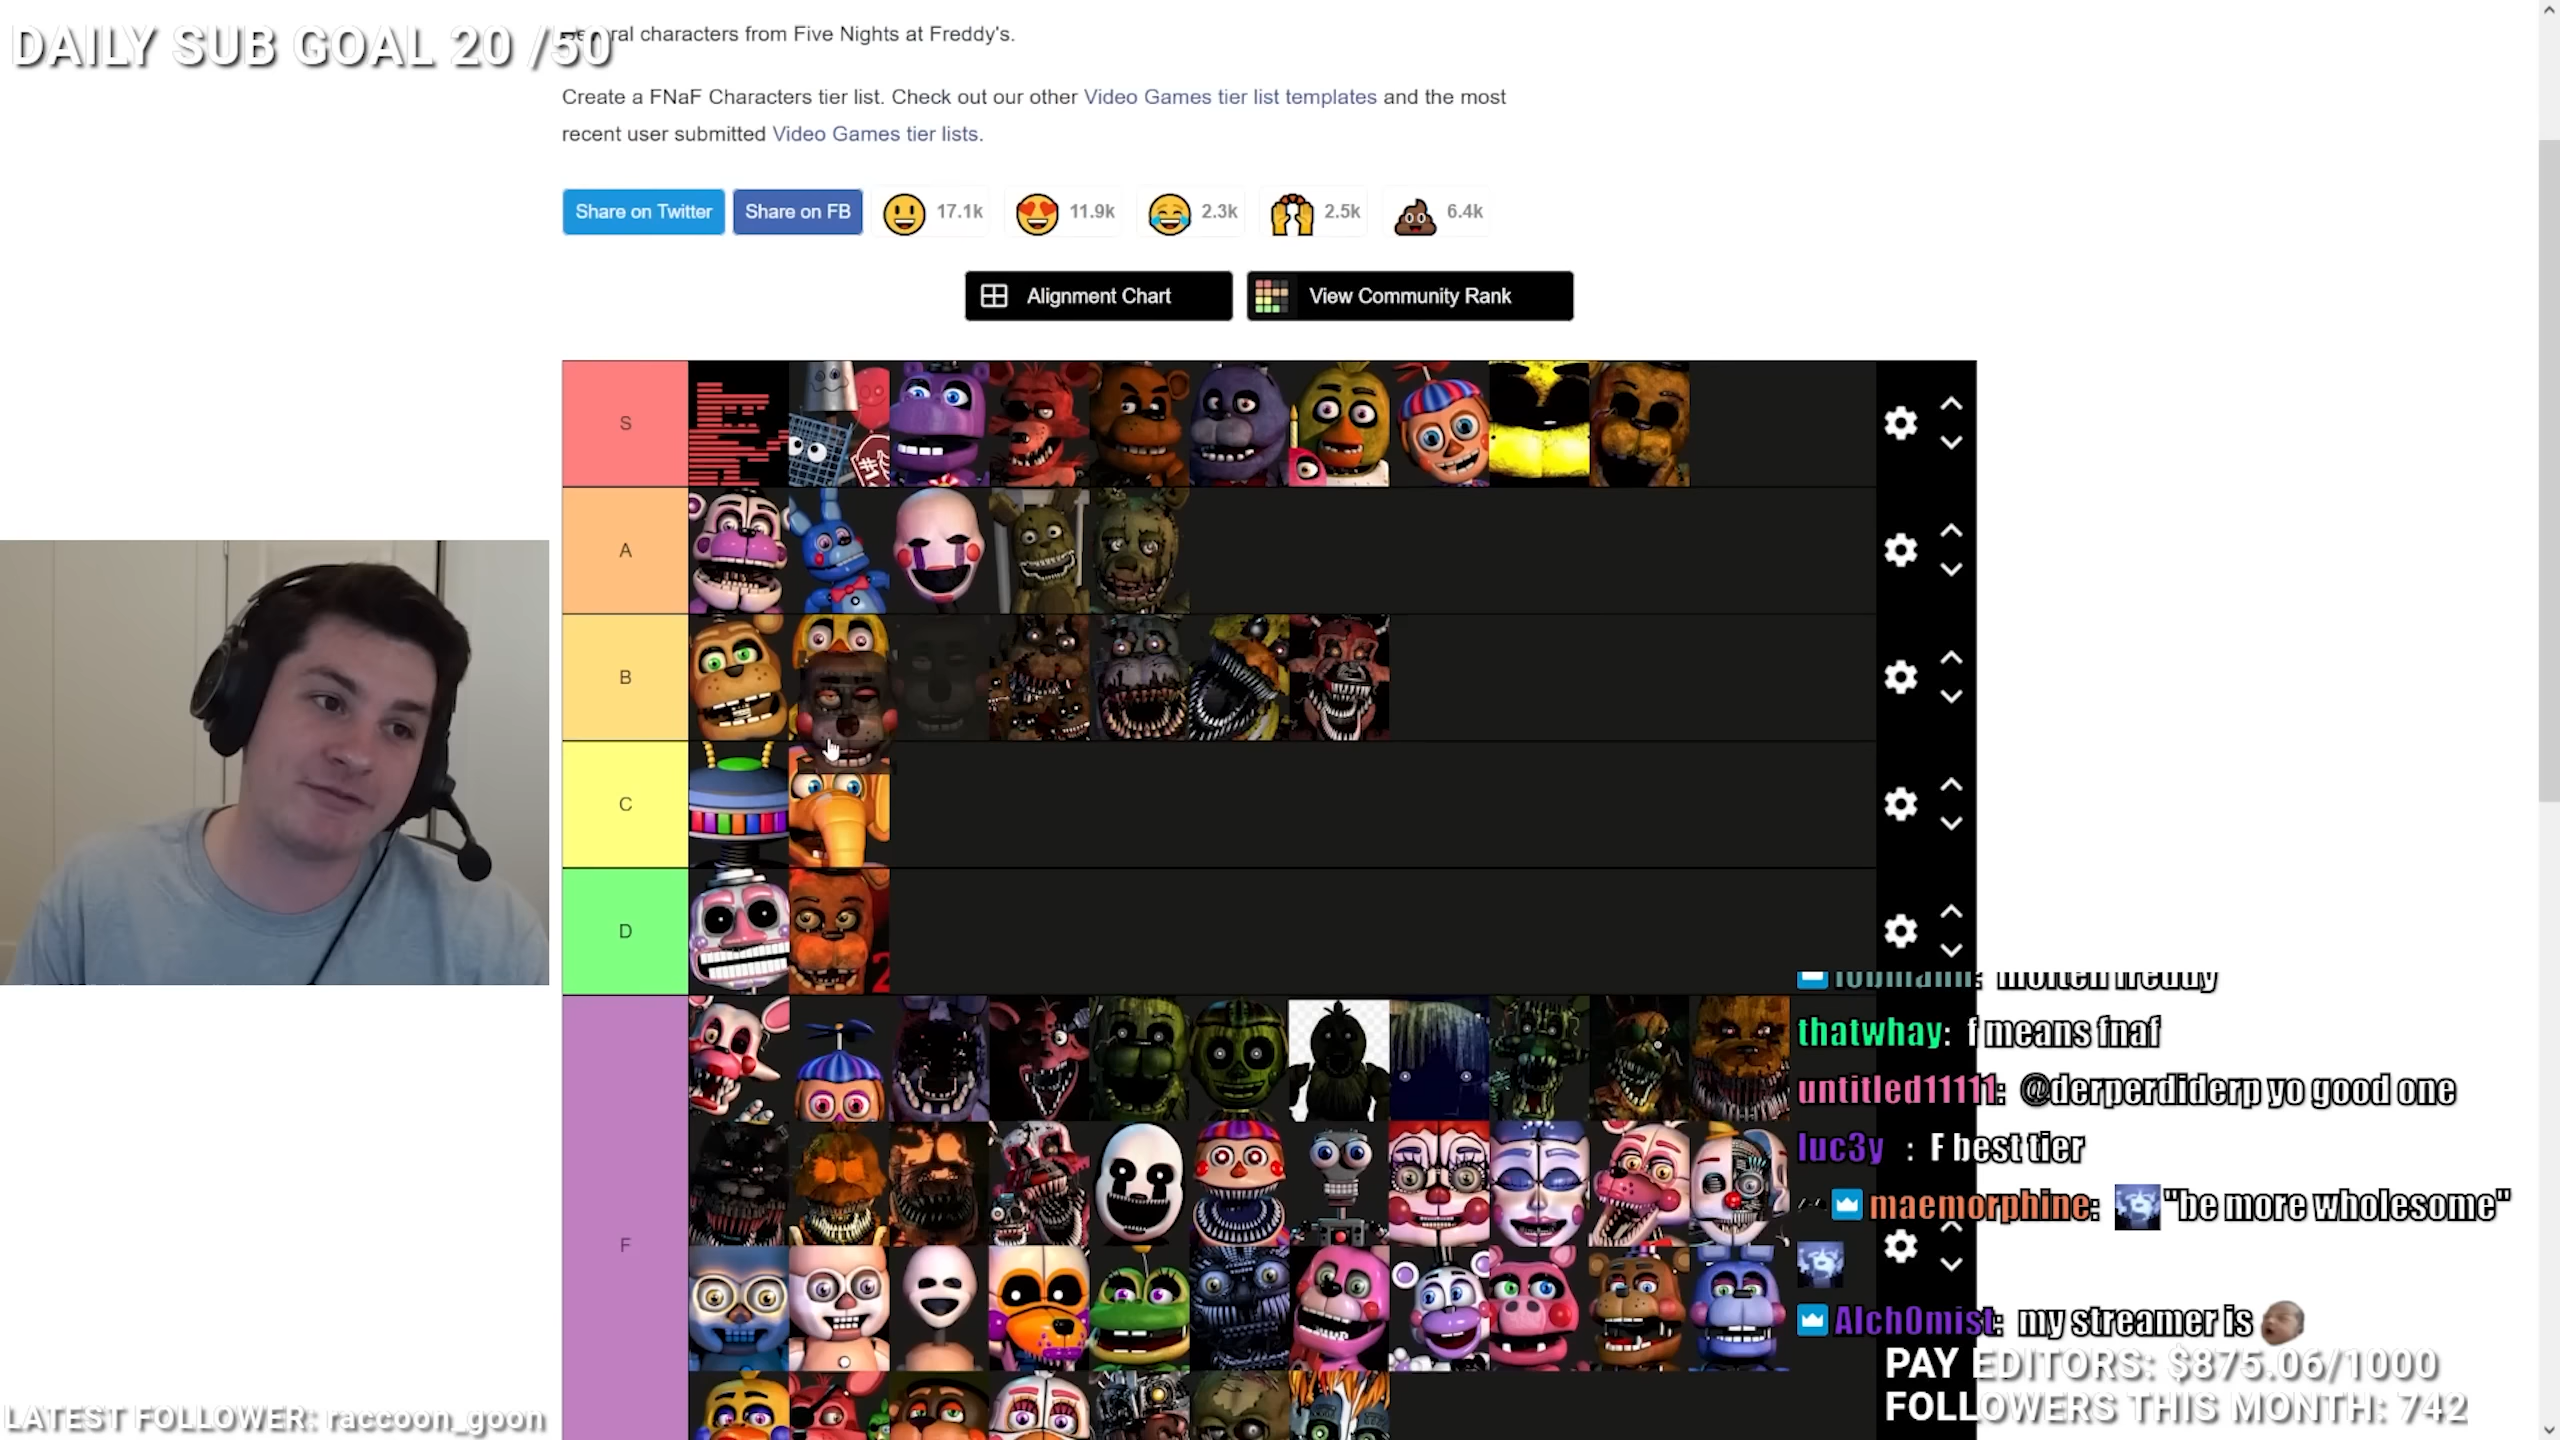 DAILY SUB GOAL 20 /50
ral characters from Five Nights at Freddy's.
Create a FNaF Characters tier list. Check out our other Video Games tier list templates and the most
recent user submitted Video Games tier lists.
Share on Twitter
Share on FB
17.1k
11.9k
2.3k
2.5k
6.4k
Alignment Chart
View Community Rank
S
#1
A
B
C
D
2
F
molten freddy
thatwhay: f means fnaf
untitled11111: @derperdiderp yo good one
luc3y : F best tier
maemorphine: "be more wholesome"
Alch0mist: my streamer is
PAY EDITORS: $875.06/1000
FOLLOWERS THIS MONTH: 742
LATEST FOLLOWER: raccoon_goon